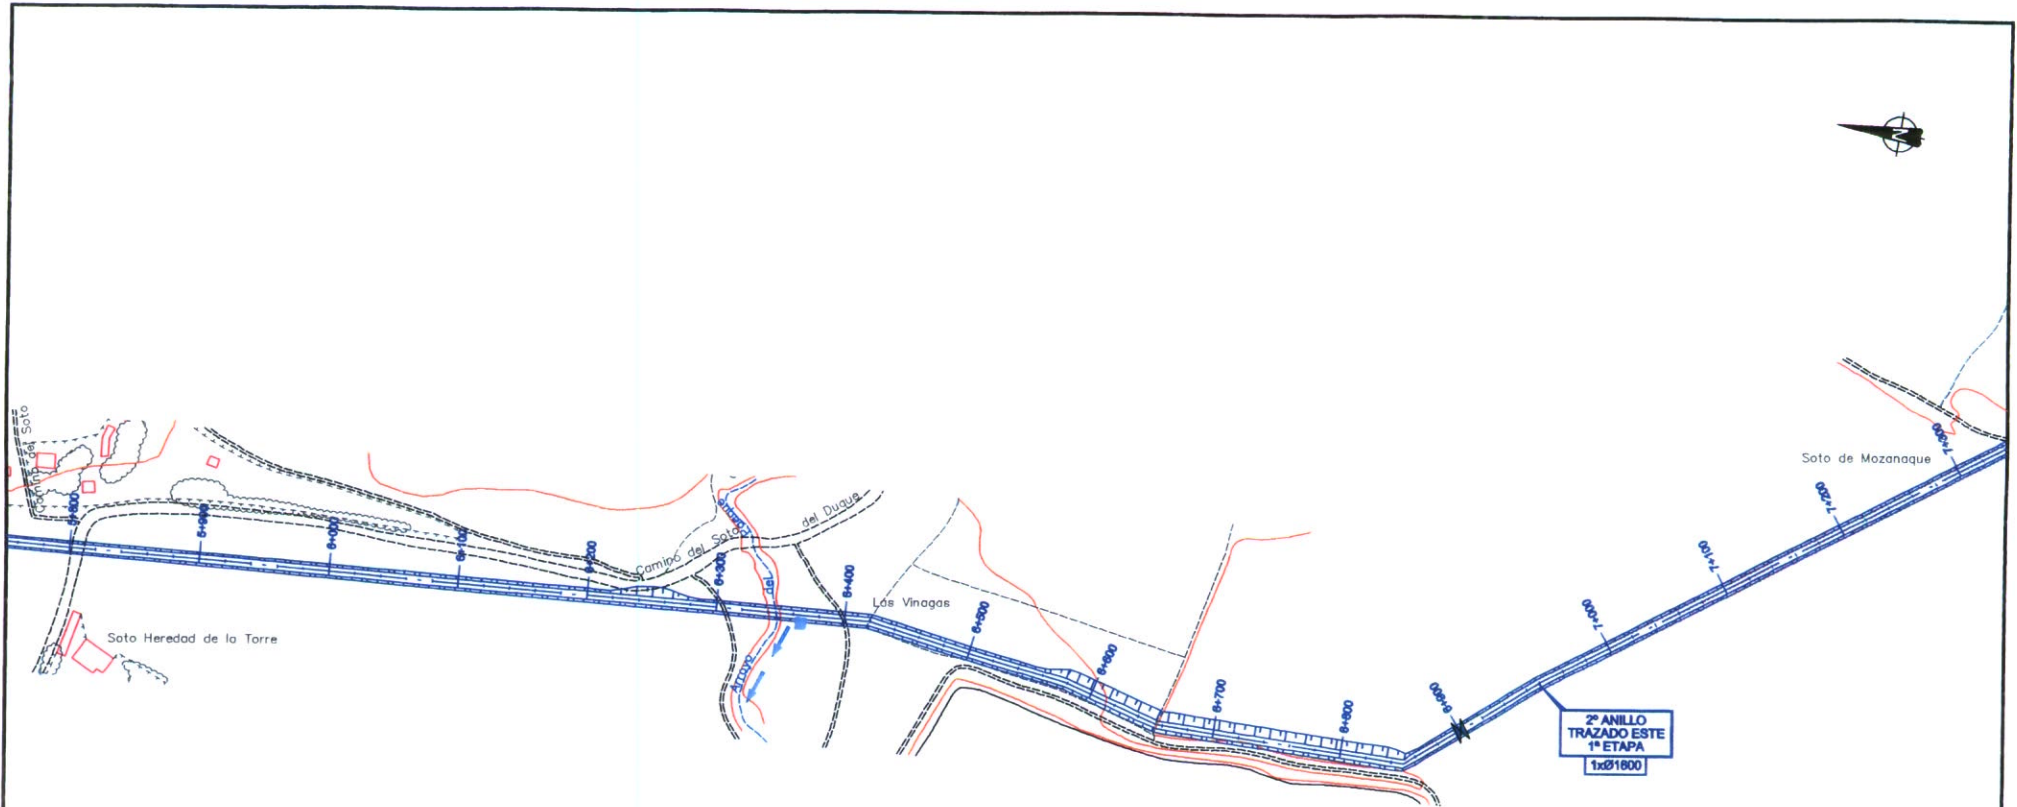 N
Camino del Soto
5+800
5+900
6+000
6+100
6+200
Camino del Soto
del Duque
6+300
Arroyo
del
6+400
Las Vinagas
6+500
6+600
6+700
6+800
6+900
7+000
7+100
7+200
7+300
Soto de Mozanaque
Soto Heredad de la Torre
2º ANILLO
TRAZADO ESTE
1ª ETAPA
1xØ1600